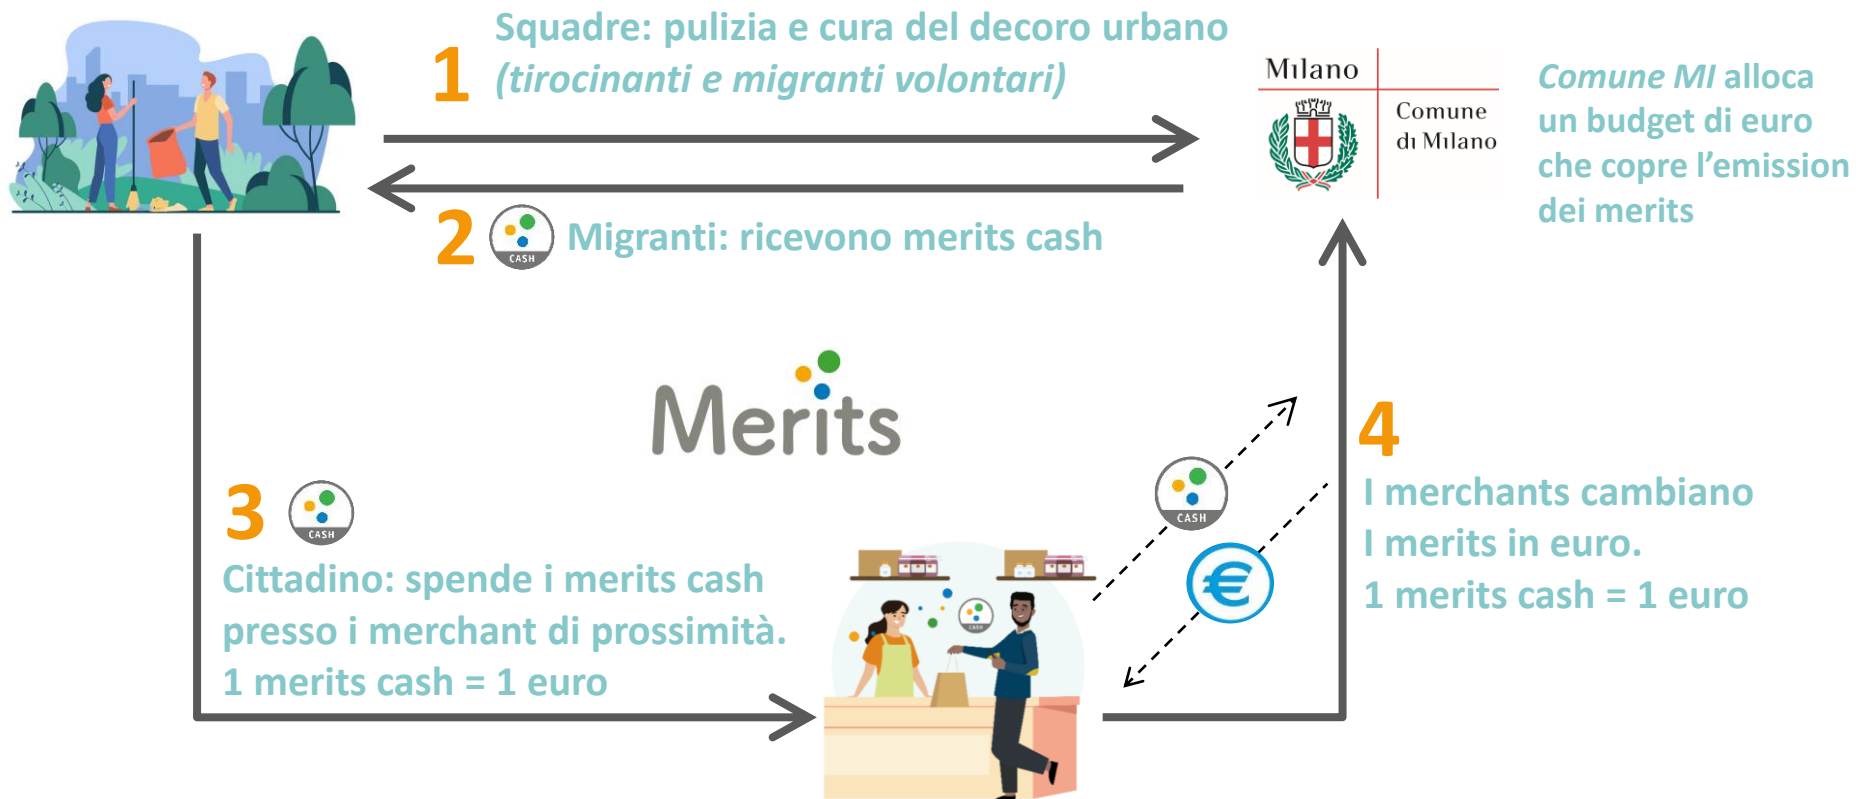 1
Squadre: pulizia e cura del decoro urbano
(tirocinanti e migranti volontari)
Milano
Comune
di Milano
Comune MI alloca
un budget di euro
che copre l’emission
dei merits
2
CASH
Migranti: ricevono merits cash
Merits
3
CASH
Cittadino: spende i merits cash
presso i merchant di prossimità.
1 merits cash = 1 euro
CASH
CASH
€
4
I merchants cambiano
I merits in euro.
1 merits cash = 1 euro